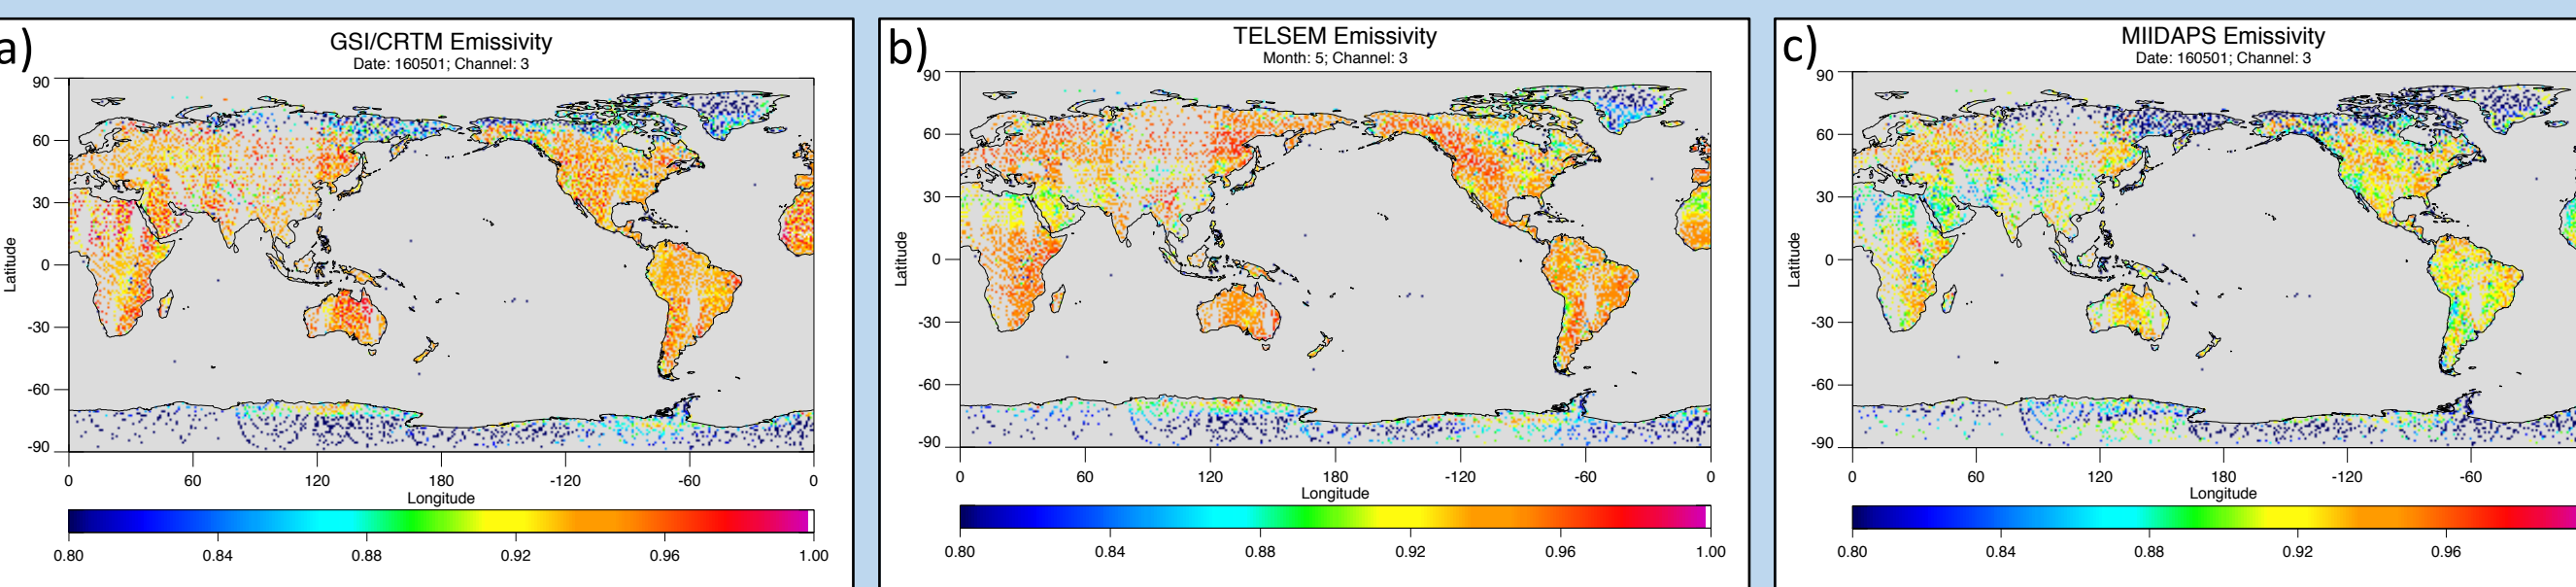 a)
GSI/CRTM Emissivity
Date: 160501; Channel: 3
90
60
30
0
-30
-60
-90
Latitude
0 60 120 180 -120 -60 0
Longitude
0.80 0.84 0.88 0.92 0.96 1.00
b)
TELSEM Emissivity
Month: 5; Channel: 3
90
60
30
0
-30
-60
-90
Latitude
0 60 120 180 -120 -60 0
Longitude
0.80 0.84 0.88 0.92 0.96 1.00
c)
MIIDAPS Emissivity
Date: 160501; Channel: 3
90
60
30
0
-30
-60
-90
Latitude
0 60 120 180 -120 -60
Longitude
0.80 0.84 0.88 0.92 0.96